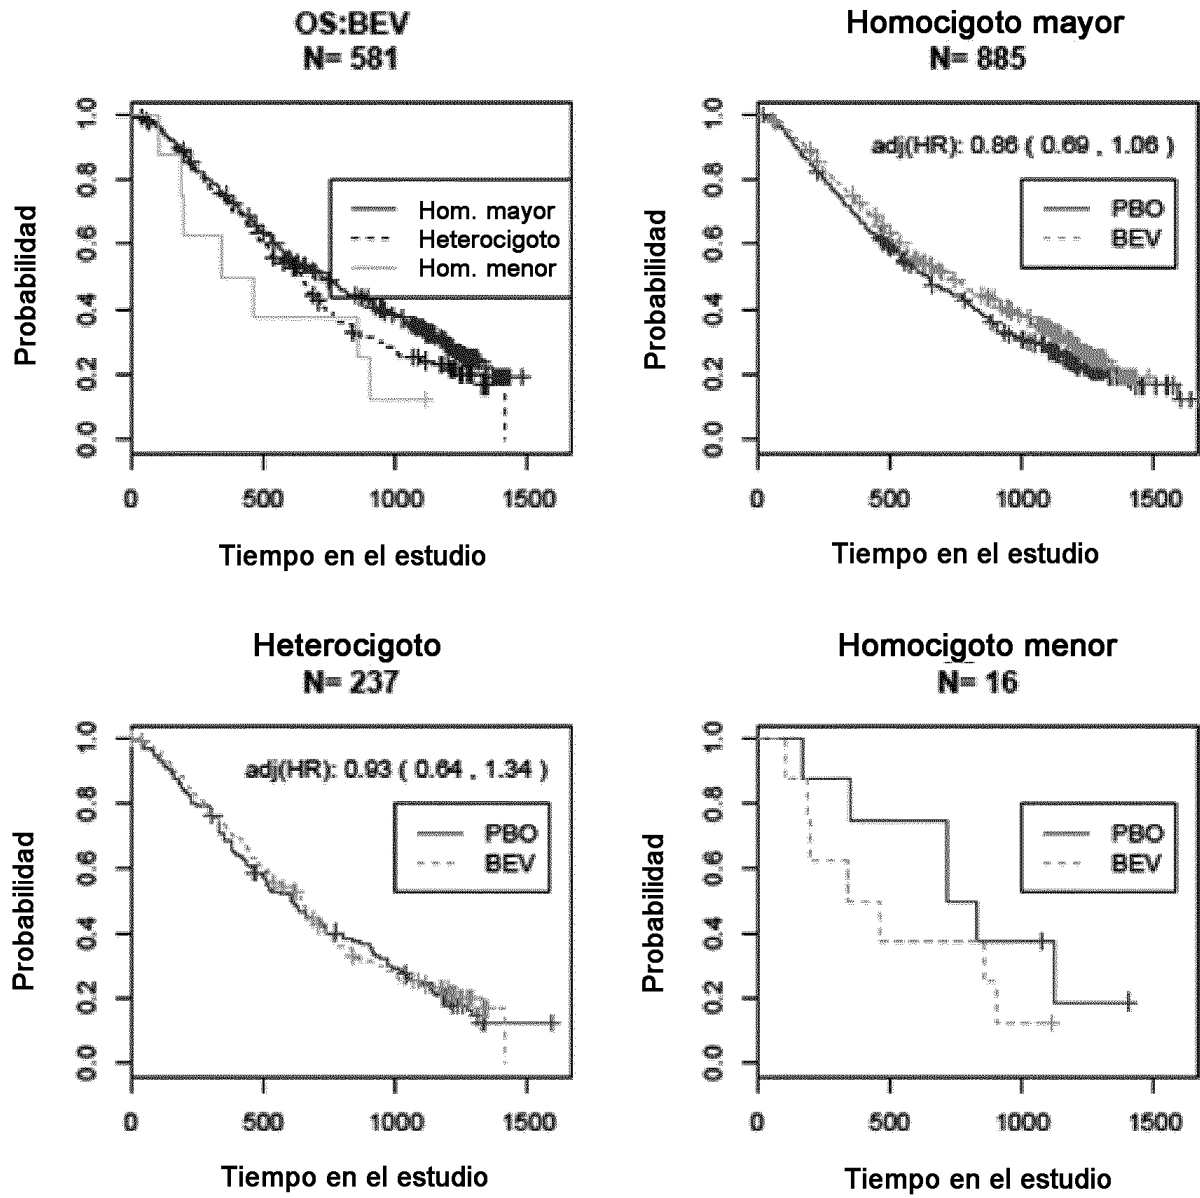 OS:BEV
N= 581
Probabilidad
1.0
0.8
0.6
0.4
0.2
0.0
Hom. mayor
Heterocigoto
Hom. menor
0 500 1000 1500
Tiempo en el estudio
Homocigoto mayor
N= 885
Probabilidad
1.0
0.8
0.6
0.4
0.2
0.0
adj(HR): 0.86 ( 0.69 , 1.06 )
PBO
BEV
0 500 1000 1500
Tiempo en el estudio
Heterocigoto
N= 237
Probabilidad
1.0
0.8
0.6
0.4
0.2
0.0
adj(HR): 0.93 ( 0.64 , 1.34 )
PBO
BEV
0 500 1000 1500
Tiempo en el estudio
Homocigoto menor
N= 16
Probabilidad
1.0
0.8
0.6
0.4
0.2
0.0
PBO
BEV
0 500 1000 1500
Tiempo en el estudio